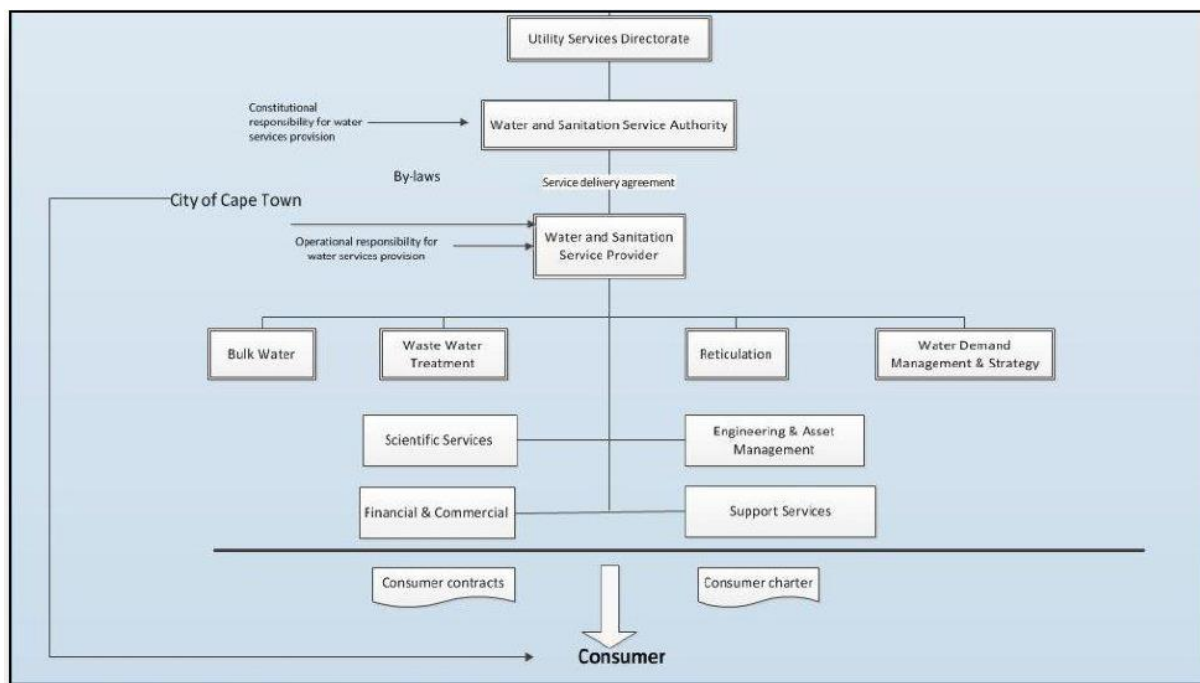 Utility Services Directorate
Constitutional
responsibility for water
services provision
Water and Sanitation Service Authority
By-laws
Service delivery agreement
City of Cape Town
Operational responsibility for
water services provision
Water and Sanitation
Service Provider
Bulk Water
Waste Water
Treatment
Reticulation
Water Demand
Management & Strategy
Scientific Services
Engineering & Asset
Management
Financial & Commercial
Support Services
Consumer contracts
Consumer charter
Consumer